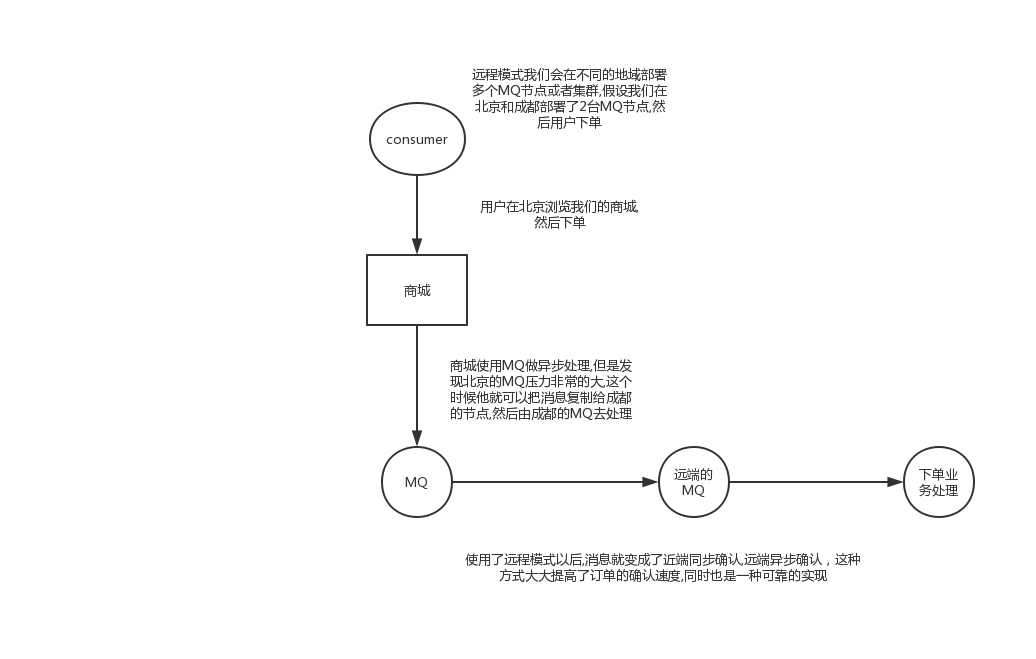 远程模式我们会在不同的地域部署
多个MQ节点或者集群,假设我们在
北京和成都部署了2台MQ节点,然
后用户下单
consumer
用户在北京浏览我们的商城,
然后下单
商城
商城使用MQ做异步处理,但是发
现北京的MQ压力非常的大,这个
时候他就可以把消息复制给成都
的节点,然后由成都的MQ去处理
MQ
远端的
MQ
下单业
务处理
使用了远程模式以后,消息就变成了近端同步确认,远端异步确认，这种
方式大大提高了订单的确认速度,同时也是一种可靠的实现